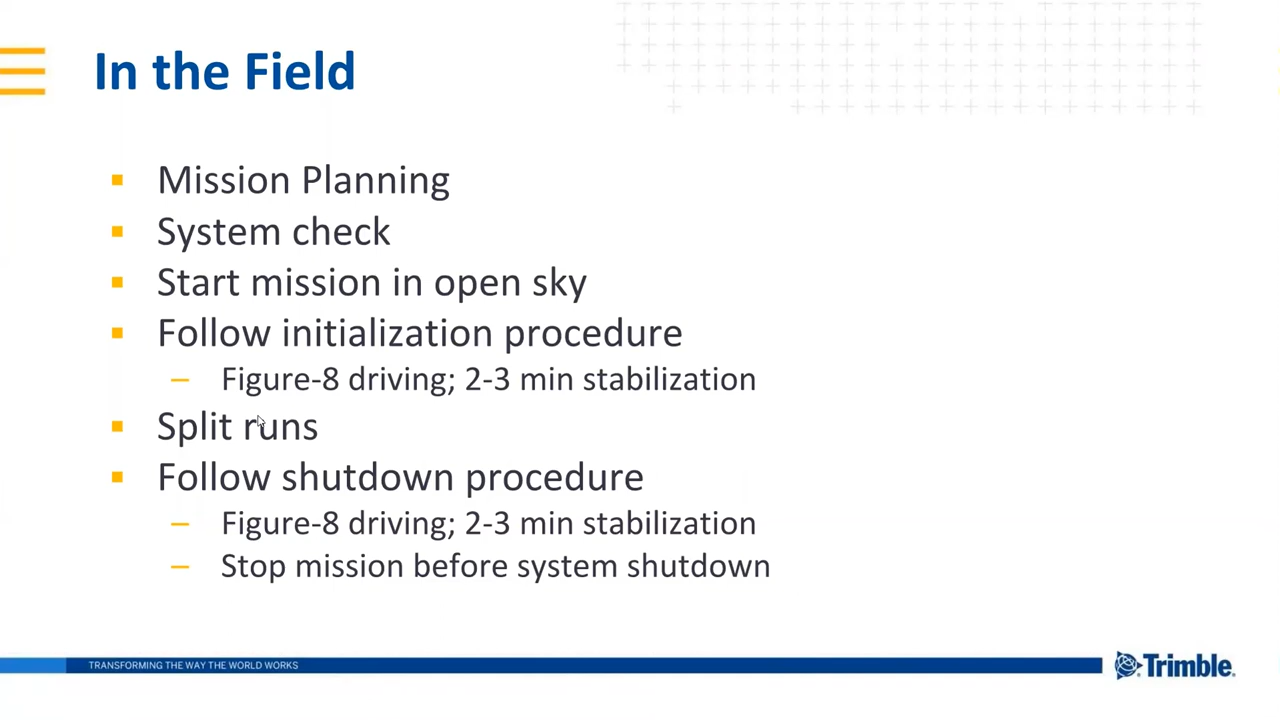 In the Field
Mission Planning
System check
Start mission in open sky
Follow initialization procedure
– Figure-8 driving; 2-3 min stabilization
Split runs
Follow shutdown procedure
– Figure-8 driving; 2-3 min stabilization
– Stop mission before system shutdown
TRANSFORMING THE WAY THE WORLD WORKS
Trimble